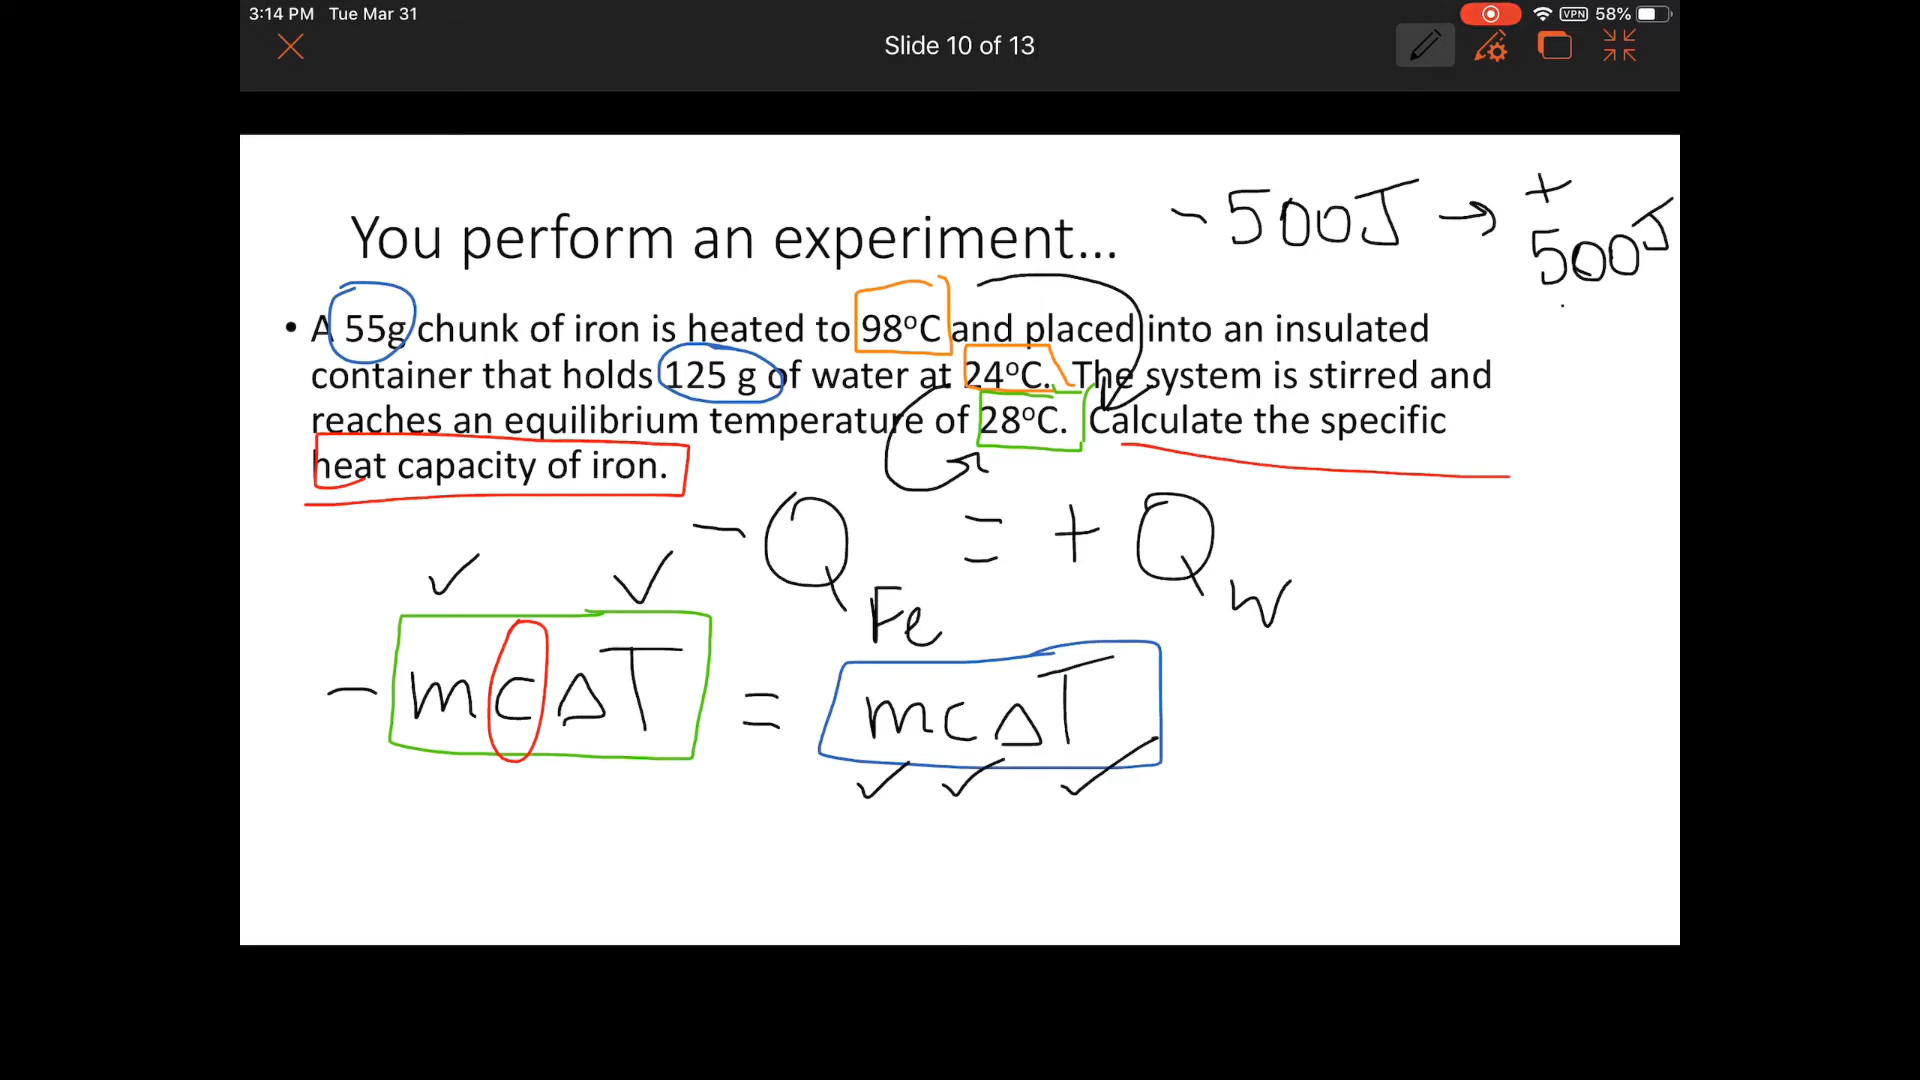 3:14 PM Tue Mar 31
VPN 58%
Slide 10 of 13
You perform an experiment...
- 500J → + 500J
• A 55g chunk of iron is heated to 98°C and placed into an insulated
container that holds 125 g of water at 24°C. The system is stirred and
reaches an equilibrium temperature of 28°C. Calculate the specific
heat capacity of iron.
- Q Fe = + Q w
- mcΔT = mcΔT